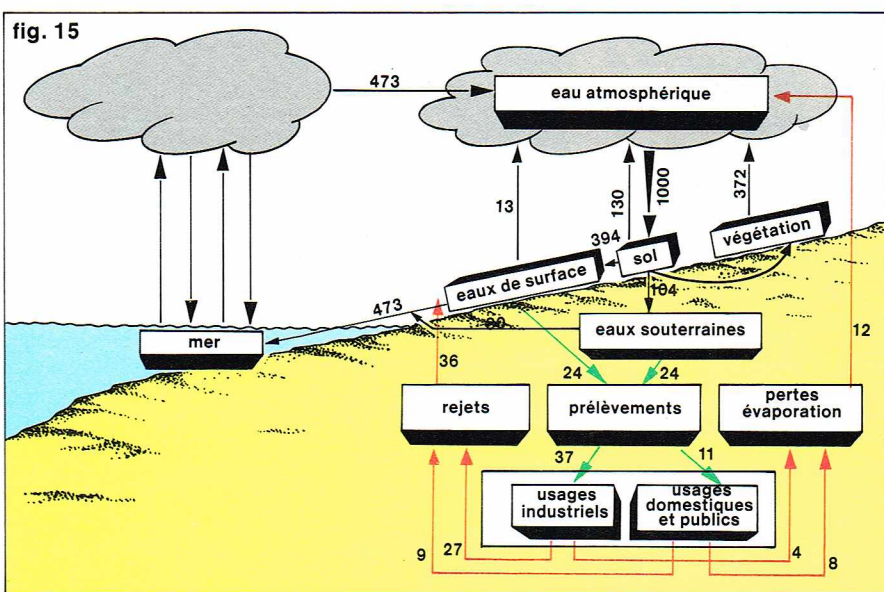 fig. 15
473
eau atmosphérique
13
130
1000
372
végétation
394
sol
eaux de surface
104
473
80
eaux souterraines
mer
36
24
24
12
rejets
prélèvements
pertes
évaporation
37
11
usages
industriels
usages
domestiques
et publics
9
27
4
8